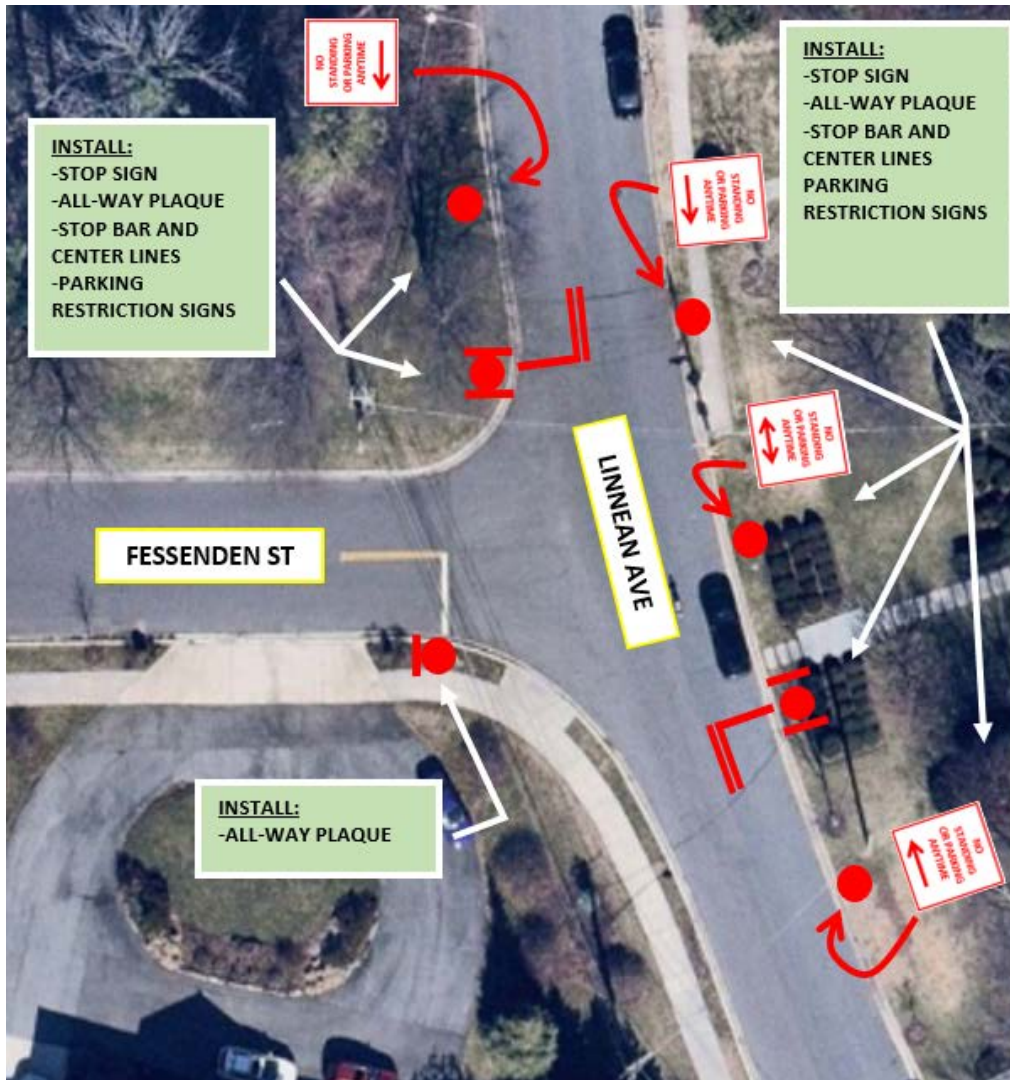 NO
STANDING
OR PARKING
ANYTIME
INSTALL:
-STOP SIGN
-ALL-WAY PLAQUE
-STOP BAR AND
CENTER LINES
PARKING
RESTRICTION SIGNS
INSTALL:
-STOP SIGN
-ALL-WAY PLAQUE
-STOP BAR AND
CENTER LINES
-PARKING
RESTRICTION SIGNS
NO
STANDING
OR PARKING
ANYTIME
NO
STANDING
OR PARKING
ANYTIME
LINNEAN AVE
FESSENDEN ST
INSTALL:
-ALL-WAY PLAQUE
NO
STANDING
OR PARKING
ANYTIME